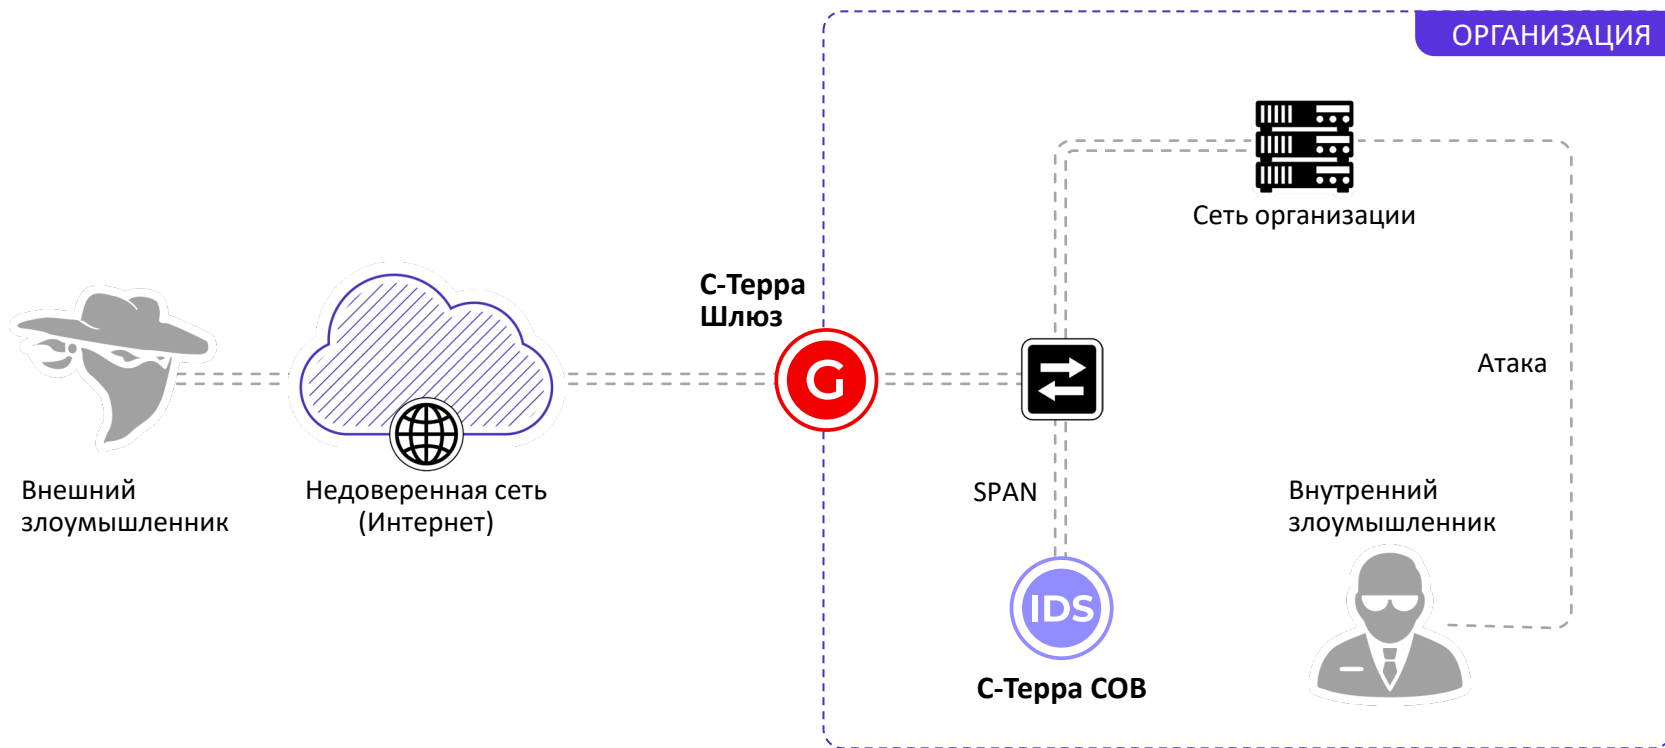 ОРГАНИЗАЦИЯ
Сеть организации
С-Терра
Шлюз
G
Атака
Внешний
злоумышленник
Недоверенная сеть
(Интернет)
SPAN
Внутренний
злоумышленник
IDS
С-Терра СОВ